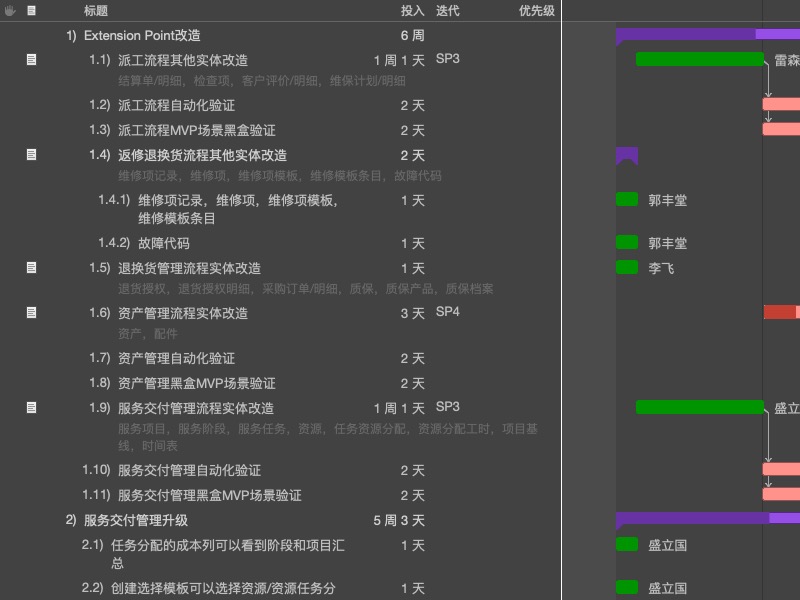 标题 投入 迭代 优先级
1) Extension Point改造 6 周
1.1) 派工流程其他实体改造 1 周 1 天 SP3 雷森
结算单/明细，检查项，客户评价/明细，维保计划/明细
1.2) 派工流程自动化验证 2 天
1.3) 派工流程MVP场景黑盒验证 2 天
1.4) 返修退换货流程其他实体改造 2 天
维修项记录，维修项，维修项模板，维修模板条目，故障代码
1.4.1) 维修项记录，维修项，维修项模板， 1 天 郭丰堂
维修模板条目
1.4.2) 故障代码 1 天 郭丰堂
1.5) 退换货管理流程实体改造 1 天 李飞
退货授权，退货授权明细，采购订单/明细，质保，质保产品，质保档案
1.6) 资产管理流程实体改造 3 天 SP4
资产，配件
1.7) 资产管理自动化验证 2 天
1.8) 资产管理黑盒MVP场景验证 2 天
1.9) 服务交付管理流程实体改造 1 周 1 天 SP3 盛立
服务项目，服务阶段，服务任务，资源，任务资源分配，资源分配工时，项目基
线，时间表
1.10) 服务交付管理自动化验证 2 天
1.11) 服务交付管理黑盒MVP场景验证 2 天
2) 服务交付管理升级 5 周 3 天
2.1) 任务分配的成本列可以看到阶段和项目汇 1 天 盛立国
总
2.2) 创建选择模板可以选择资源/资源任务分 1 天 盛立国